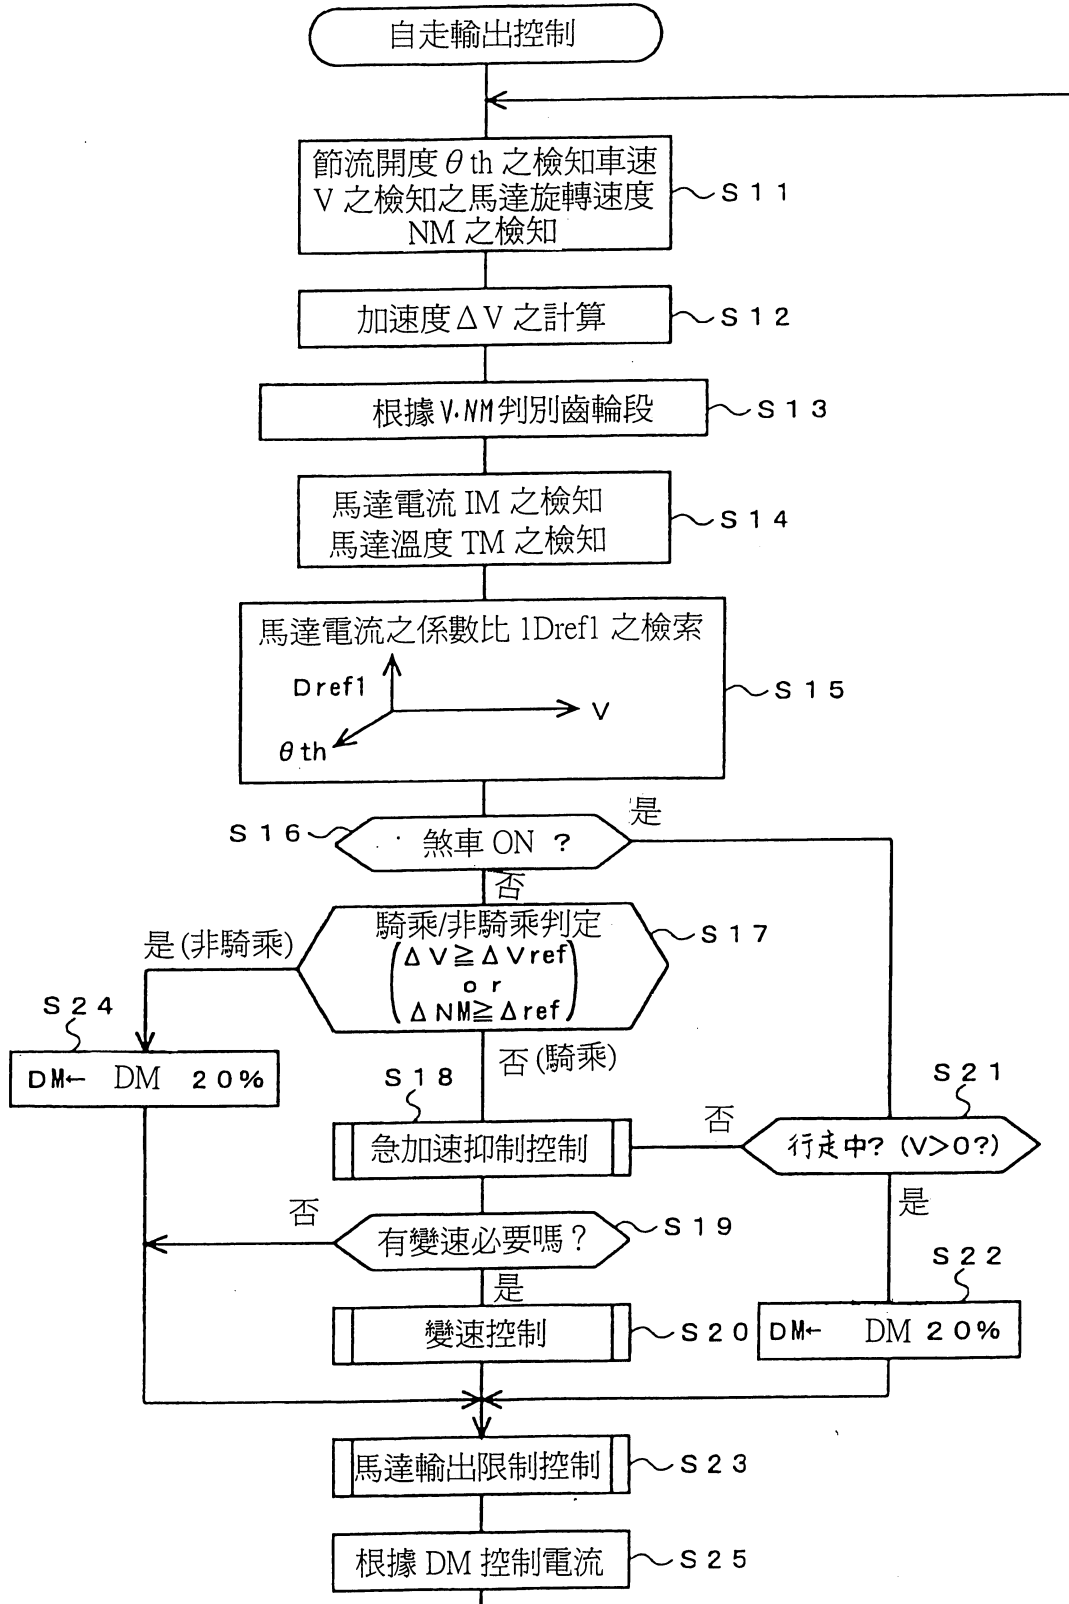 自走輸出控制
節流開度θth之檢知車速
V之檢知之馬達旋轉速度
NM之檢知
S11
加速度ΔV之計算
S12
根據V・NM判別齒輪段
S13
馬達電流IM之檢知
馬達溫度TM之檢知
S14
馬達電流之係數比1Dref1之檢索
Dref1
V
θth
S15
S16
煞車ON ?
是
否
騎乘/非騎乘判定
ΔV≧ΔVref
or
ΔNM≧Δref
S17
是(非騎乘)
否(騎乘)
S24
DM← DM 20%
S18
急加速抑制控制
否
S21
行走中?(V>0?)
是
否
有變速必要嗎?
S19
是
S22
DM← DM 20%
變速控制
S20
馬達輸出限制控制
S23
根據DM控制電流
S25